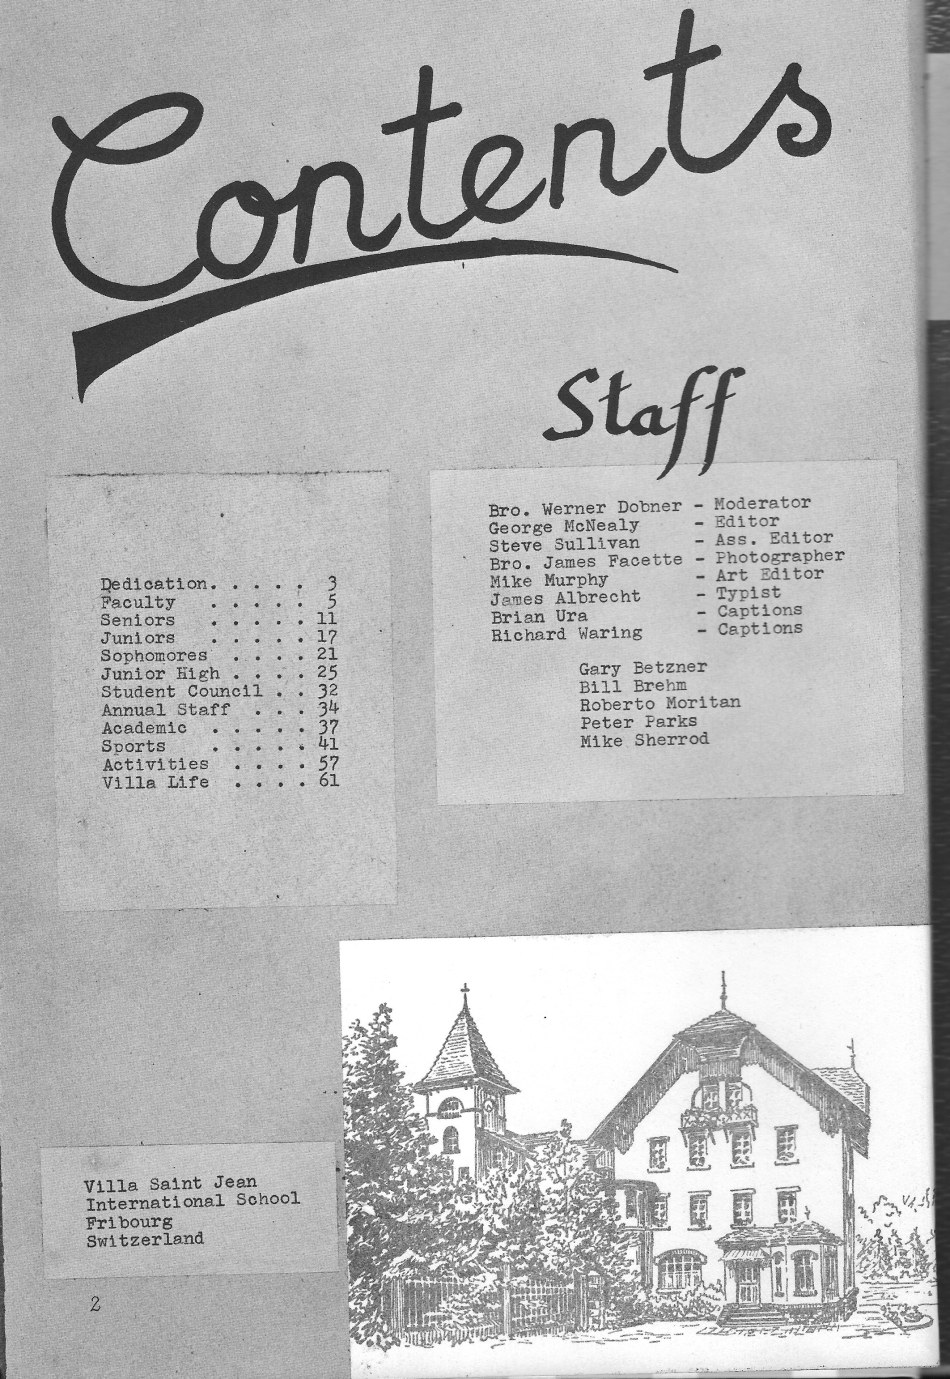 Contents
Dedication. . . . . 3
Faculty . . . . . 5
Seniors . . . . . 11
Juniors . . . . . 17
Sophomores . . . . 21
Junior High . . . . 25
Student Council . . 32
Annual Staff . . . 34
Academic . . . . . 37
Sports . . . . . 41
Activities . . . . 57
Villa Life . . . . 61
Staff
Bro. Werner Dobner - Moderator
George McNealy - Editor
Steve Sullivan - Ass. Editor
Bro. James Facette - Photographer
Mike Murphy - Art Editor
James Albrecht - Typist
Brian Ura - Captions
Richard Waring - Captions
Gary Betzner
Bill Brehm
Roberto Moritan
Peter Parks
Mike Sherrod
Villa Saint Jean
International School
Fribourg
Switzerland
2